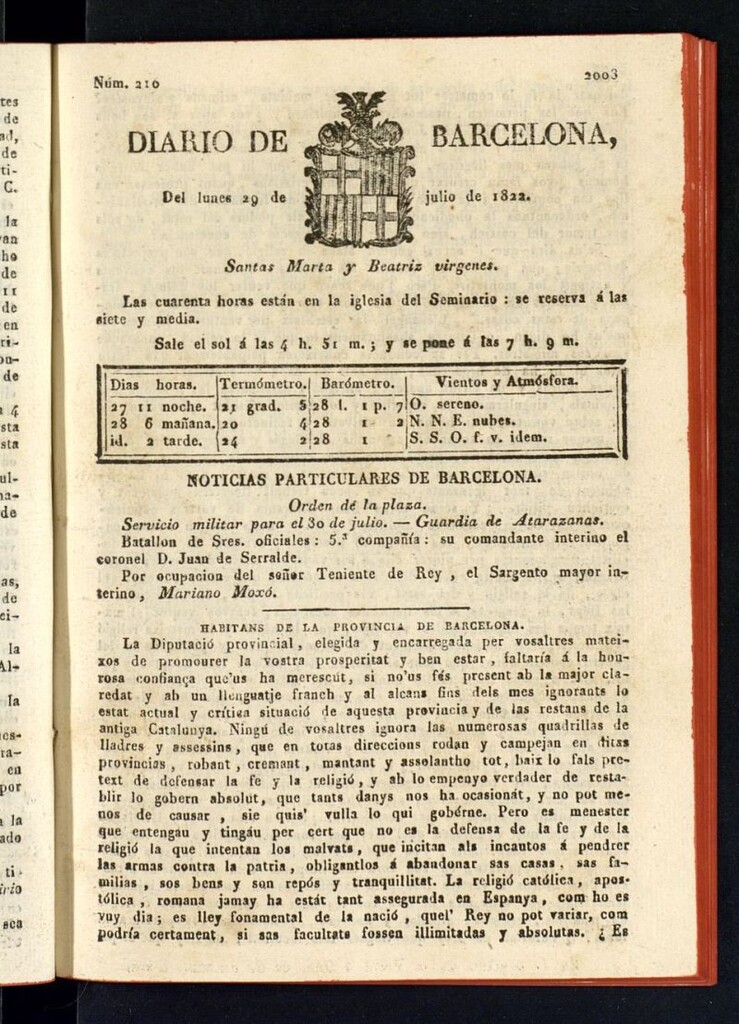 Núm. 210
2003
DIARIO DE BARCELONA,
Del lunes 29 de julio de 1822.
Santas Marta y Beatriz virgenes.
Las cuarenta horas están en la iglesia del Seminario : se reserva á las
siete y media.
Sale el sol á las 4 h. 51 m. ; y se pone á las 7 h. 9 m.
Dias horas. Termómetro. Barómetro. Vientos y Atmósfera.
27 11 noche. 21 grad. 5 28 l. 1 p. 7 O. sereno.
28 6 mañana. 20 4 28 1 2 N. N. E. nubes.
id. 2 tarde. 24 2 28 1 S. S. O. f. v. idem.
NOTICIAS PARTICULARES DE BARCELONA.
Orden dé la plaza.
Servicio militar para el 30 de julio. — Guardia de Atarazanas.
Batallon de Sres. oficiales : 5.ª compañía : su comandante interino el
coronel D. Juan de Serralde.
Por ocupacion del señor Teniente de Rey , el Sargento mayor in-
terino, Mariano Moxó.
HABITANS DE LA PROVINCIA DE BARCELONA.
La Diputació provincial, elegida y encarregada per vosaltres matei-
xos de promourer la vostra prosperitat y ben estar, faltaría á la hon-
rosa confiança que'us ha merescut, si no'us fés present ab la major cla-
redat y ab un llenguatje franch y al alcans fins dels mes ignorants lo
estat actual y crítica situació de aquesta provincia y de las restans de la
antiga Catalunya. Ningú de vosaltres ignora las numerosas quadrillas de
lladres y assessins, que en totas direccions rodan y campejan en ditas
provincias, robant, cremant, mantant y assolantho tot, baix lo fals pre-
text de defensar la fe y la religió, y ab lo empenyo verdader de resta-
blir lo gobern absolut, que tants danys nos ha ocasionát, y no pot me-
nos de causar, sie quis' vulla lo qui gobérne. Pero es menester
que entengau y tingáu per cert que no es la defensa de la fe y de la
religió la que intentan los malvats, que incitan als incautos á pendrer
las armas contra la patria, obligantlos á abandonar sas casas, sas fa-
milias, sos bens y son repós y tranquillitat. La religió católica, apos-
tólica, romana jamay ha estát tant assegurada en Espanya, com ho es
vuy dia; es lley fonamental de la nació, quel' Rey no pot variar, com
podría certament, si sas facultats fossen illimitadas y absolutas. ¿ Es